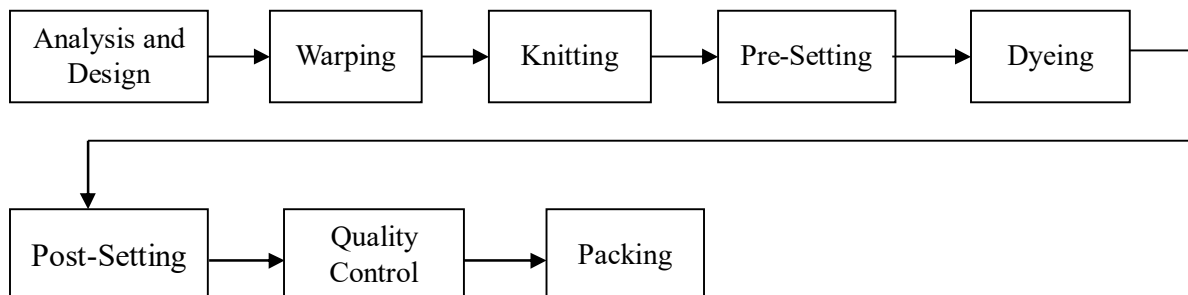 Analysis and
Design
Warping
Knitting
Pre-Setting
Dyeing
Post-Setting
Quality
Control
Packing